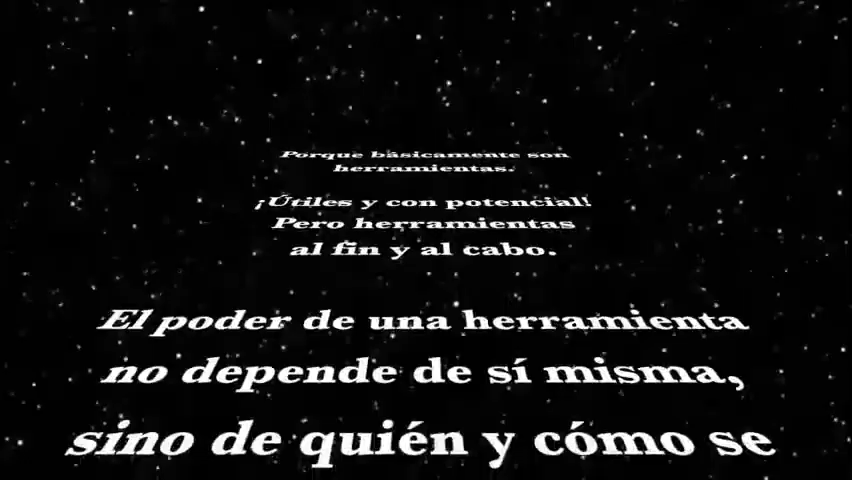 Porque básicamente son
herramientas.
¡Útiles y con potencial!
Pero herramientas
al fin y al cabo.
El poder de una herramienta
no depende de sí misma,
sino de quién y cómo se